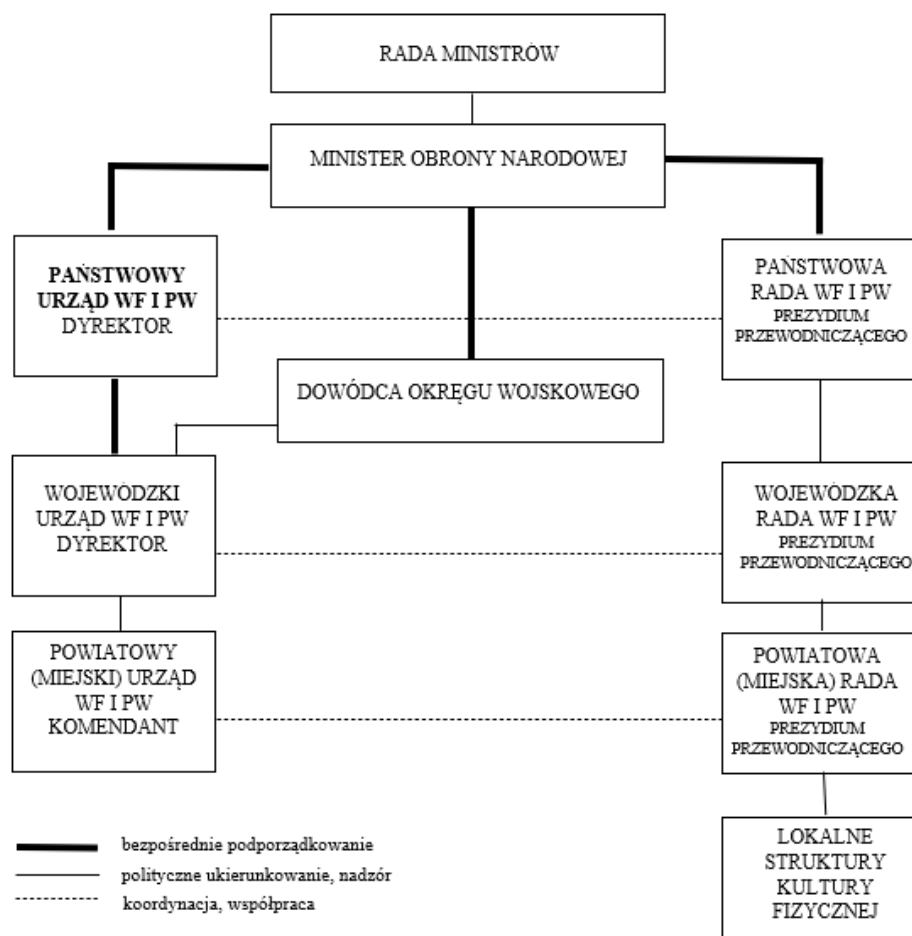 RADA MINISTRÓW
MINISTER OBRONY NARODOWEJ
PAŃSTWOWY
URZĄD WF I PW
DYREKTOR
PAŃSTWOWA
RADA WF I PW
PREZYDIUM
PRZEWODNICZĄCEGO
DOWÓDCA OKRĘGU WOJSKOWEGO
WOJEWÓDZKI
URZĄD WF I PW
DYREKTOR
WOJEWÓDZKA
RADA WF I PW
PREZYDIUM
PRZEWODNICZĄCEGO
POWIATOWY
(MIEJSKI) URZĄD
WF I PW
KOMENDANT
POWIATOWA
(MIEJSKA) RADA
WF I PW
PREZYDIUM
PRZEWODNICZĄCEGO
LOKALNE
STRUKTURY
KULTURY
FIZYCZNEJ
bezpośrednie podporządkowanie
polityczne ukierunkowanie, nadzór
koordynacja, współpraca